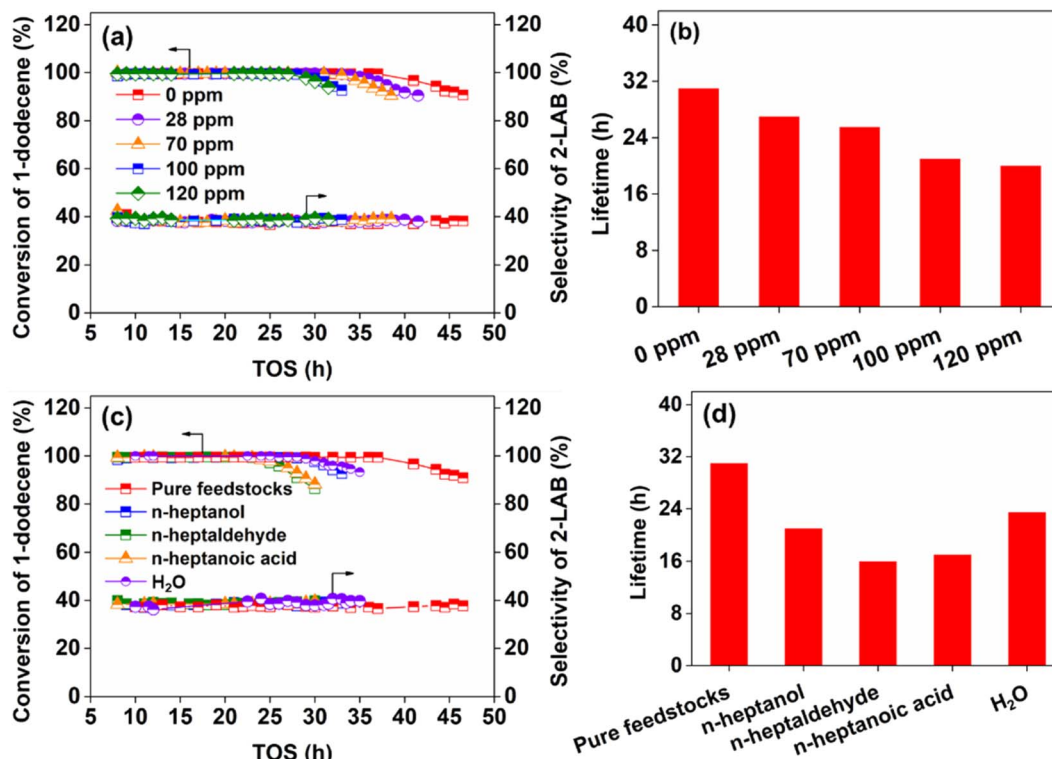 (a)
Conversion of 1-dodecene (%)
120
100
80
60
40
20
0
0 ppm
28 ppm
70 ppm
100 ppm
120 ppm
120
100
80
60
40
20
0
Selectivity of 2-LAB (%)
5 10 15 20 25 30 35 40 45 50
TOS (h)
(b)
Lifetime (h)
40
32
24
16
8
0
0 ppm
28 ppm
70 ppm
100 ppm
120 ppm
(c)
Conversion of 1-dodecene (%)
120
100
80
60
40
20
0
Pure feedstocks
n-heptanol
n-heptaldehyde
n-heptanoic acid
H₂O
120
100
80
60
40
20
0
Selectivity of 2-LAB (%)
5 10 15 20 25 30 35 40 45 50
TOS (h)
(d)
Lifetime (h)
40
32
24
16
8
0
Pure feedstocks
n-heptanol
n-heptaldehyde
n-heptanoic acid
H₂O